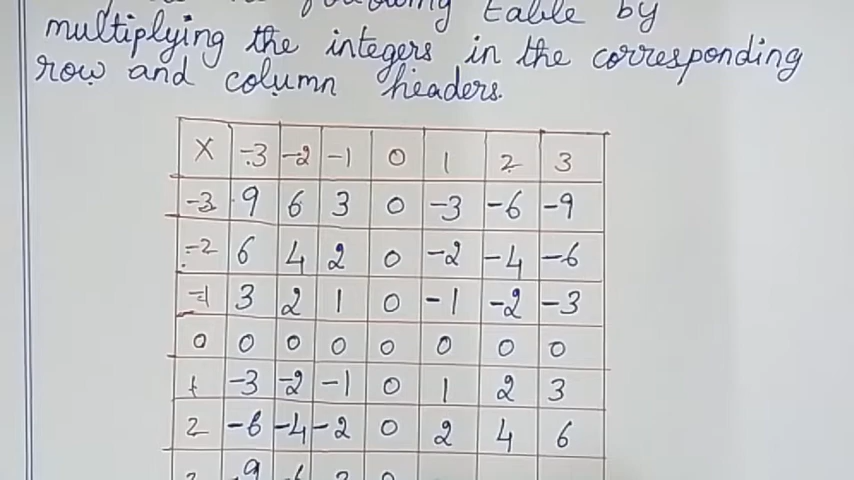 following table by
multiplying the integers in the corresponding
row and column headers.
X -3 -2 -1 0 1 2 3
-3 9 6 3 0 -3 -6 -9
-2 6 4 2 0 -2 -4 -6
-1 3 2 1 0 -1 -2 -3
0 0 0 0 0 0 0 0
1 -3 -2 -1 0 1 2 3
2 -6 -4 -2 0 2 4 6